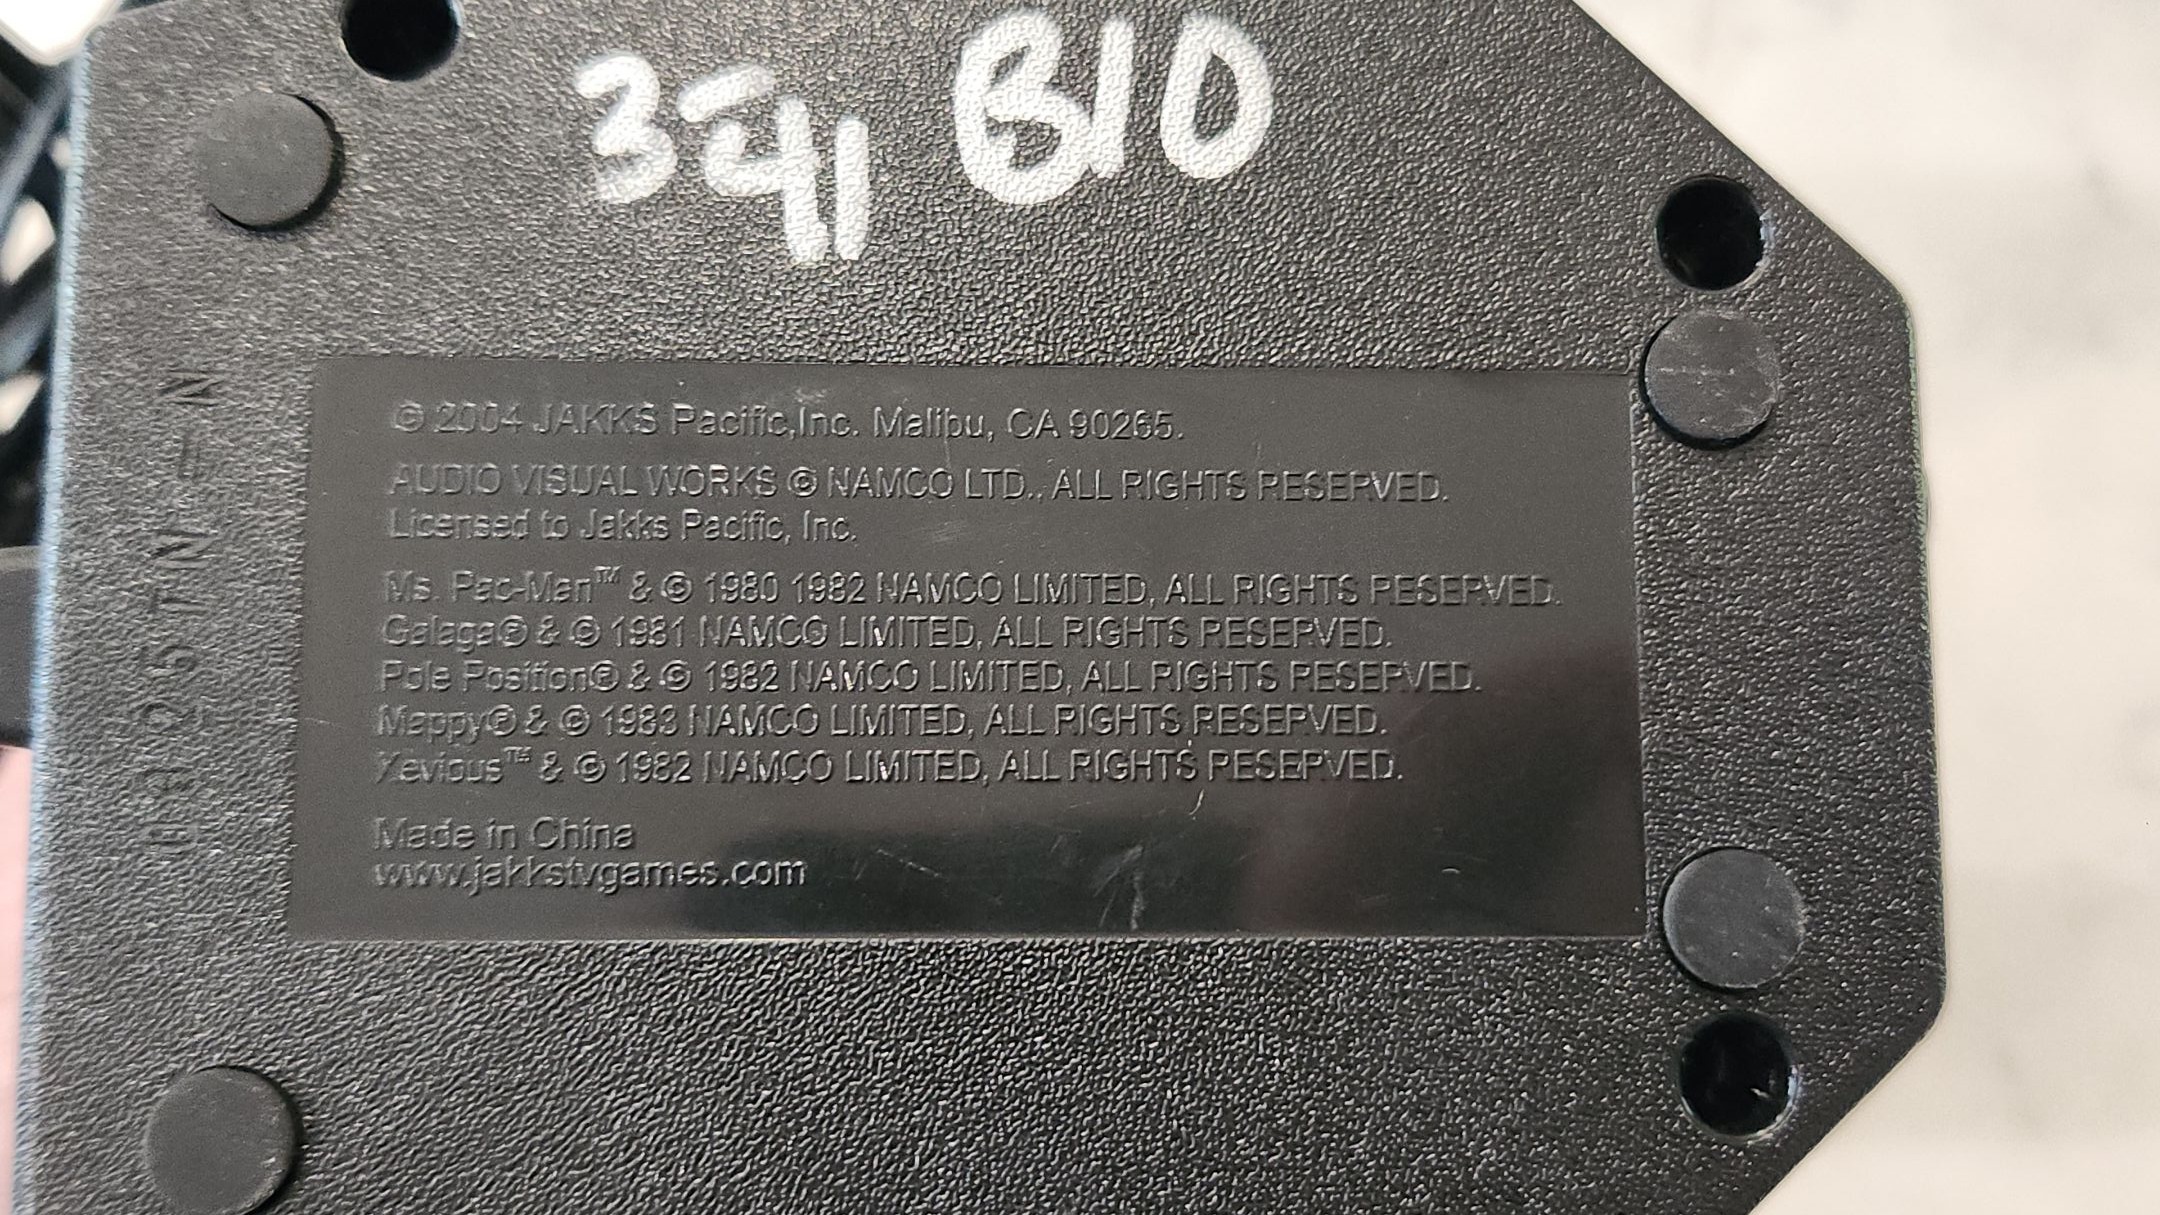 B10
© 2004 JAKKS Pacific,Inc. Malibu, CA 90265.
AUDIO VISUAL WORKS © NAMCO LTD., ALL RIGHTS RESERVED.
Licensed to Jakks Pacific, Inc.
Ms. Pac-Man™ & © 1980 1982 NAMCO LIMITED, ALL RIGHTS RESERVED.
Galaga® & © 1981 NAMCO LIMITED, ALL RIGHTS RESERVED.
Pole Position® & © 1982 NAMCO LIMITED, ALL RIGHTS RESERVED.
Mappy® & © 1983 NAMCO LIMITED, ALL RIGHTS RESERVED.
Xevious™ & © 1982 NAMCO LIMITED, ALL RIGHTS RESERVED.
Made in China
www.jakkstvgames.com